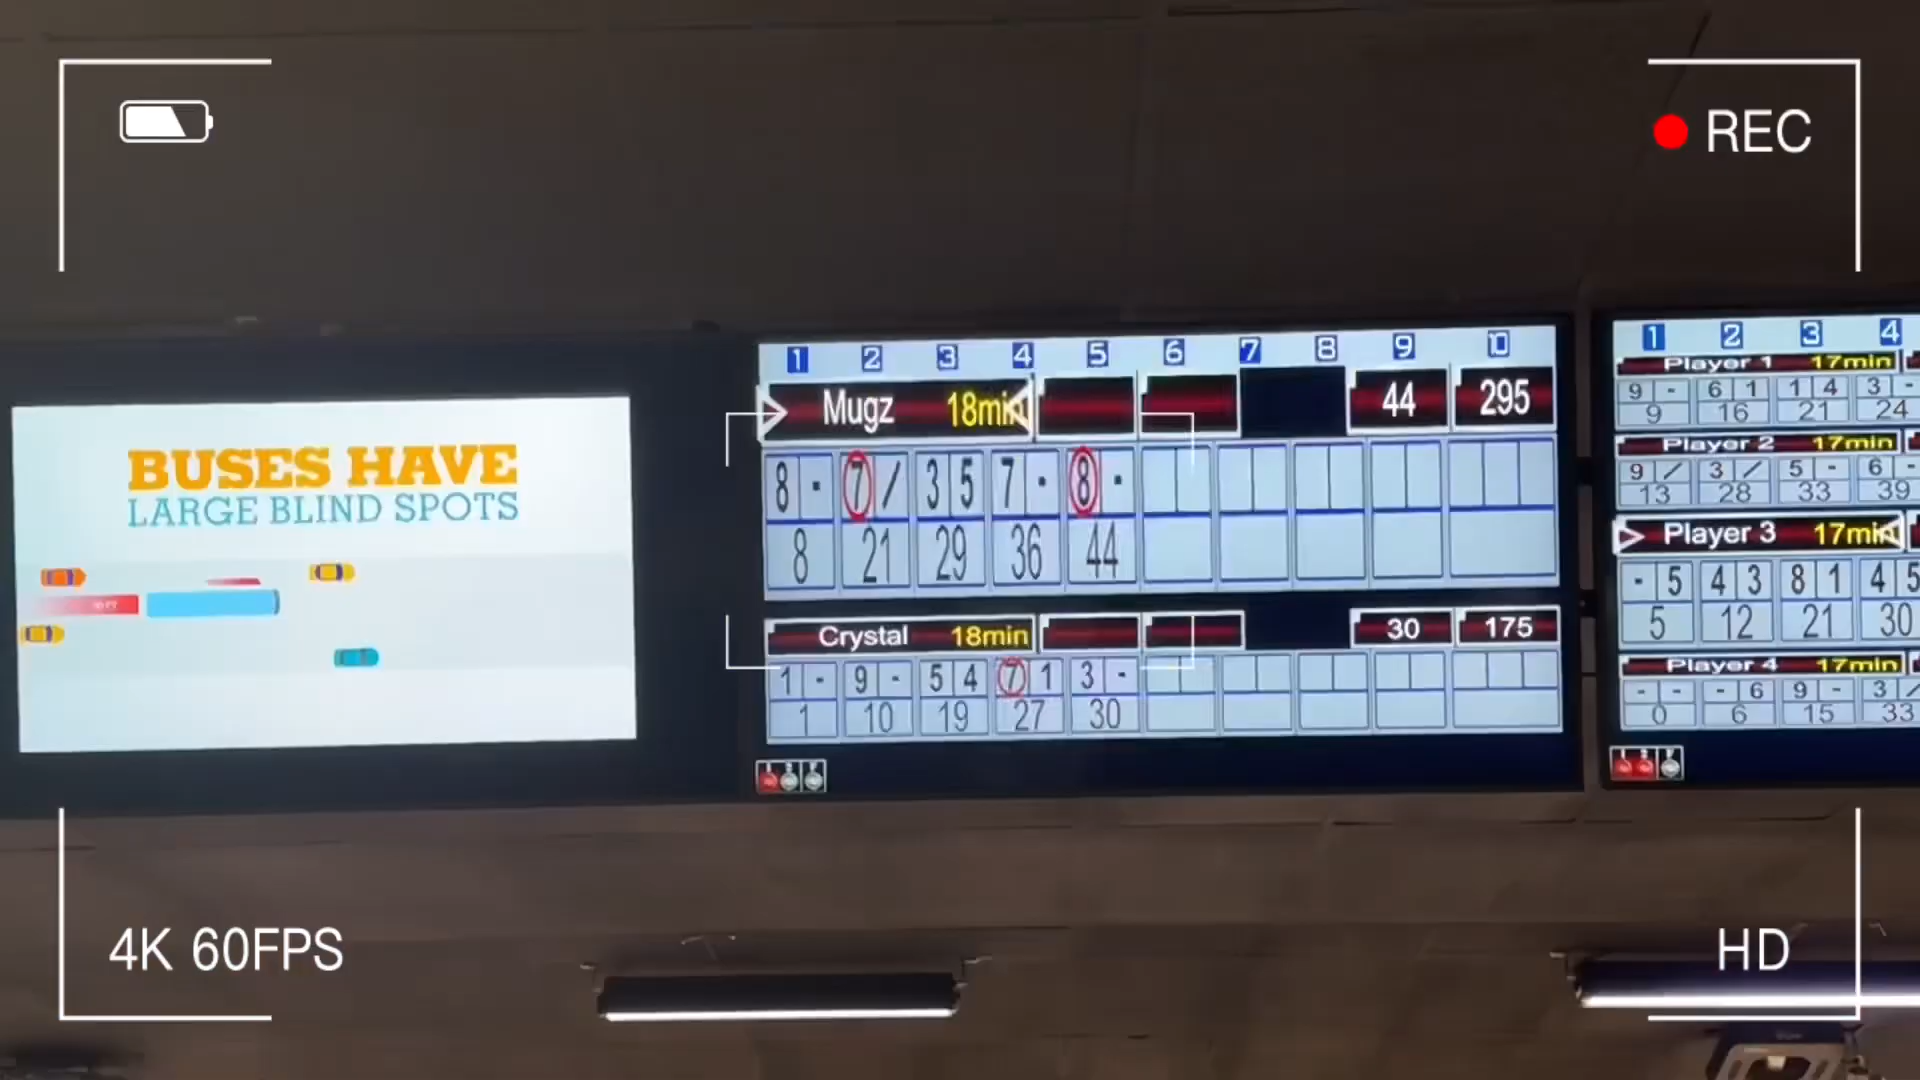 REC
BUSES HAVE
LARGE BLIND SPOTS
1 2 3 4 5 6 7 8 9 10
Mugz 18min 44 295
8 - 7 / 3 5 7 - 8 -
8 21 29 36 44
Crystal 18min 30 175
1 - 9 - 5 4 7 1 3 -
1 10 19 27 30
1 2 3 4
Player 1 17min
9 - 6 1 1 4 3 -
9 16 21 24
Player 2 17min
9 / 3 / 5 - 6 -
13 28 33 39
Player 3 17min
- 5 4 3 8 1 4 5
5 12 21 30
Player 4 17min
- - - 6 9 - 3 /
0 6 15 33
4K 60FPS
HD